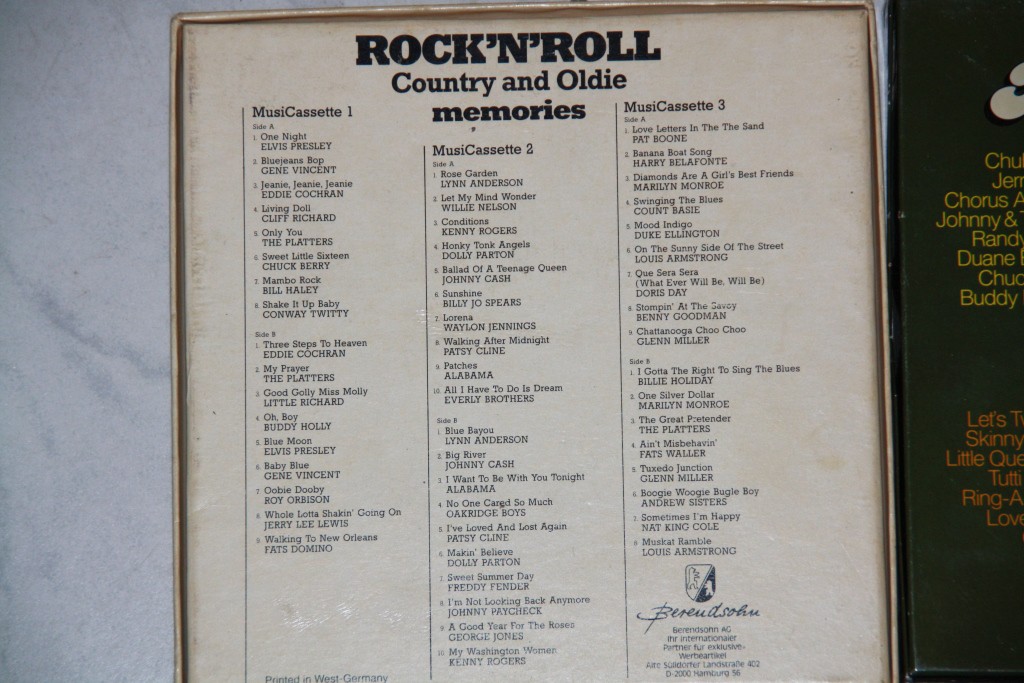 ROCK'N'ROLL
Country and Oldie
memories
MusiCassette 1
Side A
1. One Night
ELVIS PRESLEY
2. Bluejeans Bop
GENE VINCENT
3. Jeanie, Jeanie, Jeanie
EDDIE COCHRAN
4. Living Doll
CLIFF RICHARD
5. Only You
THE PLATTERS
6. Sweet Little Sixteen
CHUCK BERRY
7. Mambo Rock
BILL HALEY
8. Shake It Up Baby
CONWAY TWITTY
Side B
1. Three Steps To Heaven
EDDIE COCHRAN
2. My Prayer
THE PLATTERS
3. Good Golly Miss Molly
LITTLE RICHARD
4. Oh, Boy
BUDDY HOLLY
5. Blue Moon
ELVIS PRESLEY
6. Baby Blue
GENE VINCENT
7. Oobie Dooby
ROY ORBISON
8. Whole Lotta Shakin' Going On
JERRY LEE LEWIS
9. Walking To New Orleans
FATS DOMINO
Printed in West-Germany
MusiCassette 2
Side A
1. Rose Garden
LYNN ANDERSON
2. Let My Mind Wonder
WILLIE NELSON
3. Conditions
KENNY ROGERS
4. Honky Tonk Angels
DOLLY PARTON
5. Ballad Of A Teenage Queen
JOHNNY CASH
6. Sunshine
BILLY JO SPEARS
7. Lorena
WAYLON JENNINGS
8. Walking After Midnight
PATSY CLINE
9. Patches
ALABAMA
10. All I Have To Do Is Dream
EVERLY BROTHERS
Side B
1. Blue Bayou
LYNN ANDERSON
2. Big River
JOHNNY CASH
3. I Want To Be With You Tonight
ALABAMA
4. No One Cared So Much
OAKRIDGE BOYS
5. I've Loved And Lost Again
PATSY CLINE
6. Makin' Believe
DOLLY PARTON
7. Sweet Summer Day
FREDDY FENDER
8. I'm Not Looking Back Anymore
JOHNNY PAYCHECK
9. A Good Year For The Roses
GEORGE JONES
10. My Washington Women
KENNY ROGERS
MusiCassette 3
Side A
1. Love Letters In The The Sand
PAT BOONE
2. Banana Boat Song
HARRY BELAFONTE
3. Diamonds Are A Girl's Best Friends
MARILYN MONROE
4. Swinging The Blues
COUNT BASIE
5. Mood Indigo
DUKE ELLINGTON
6. On The Sunny Side Of The Street
LOUIS ARMSTRONG
7. Que Sera Sera
(What Ever Will Be, Will Be)
DORIS DAY
8. Stompin' At The Savoy
BENNY GOODMAN
9. Chattanooga Choo Choo
GLENN MILLER
Side B
1. I Gotta The Right To Sing The Blues
BILLIE HOLIDAY
2. One Silver Dollar
MARILYN MONROE
3. The Great Pretender
THE PLATTERS
4. Ain't Misbehavin'
FATS WALLER
5. Tuxedo Junction
GLENN MILLER
6. Boogie Woogie Bugle Boy
ANDREW SISTERS
7. Sometimes I'm Happy
NAT KING COLE
8. Muskat Ramble
LOUIS ARMSTRONG
Berendsohn
Berendsohn AG
Ihr internationaler
Partner für exklusive-
Werbeartikel
Alte Sülldorfer Landstraße 402
D-2000 Hamburg 56
Chu
Jer
Chorus A
Johnny &
Randy
Duane
Chuc
Buddy
Let's Tw
Skinny
Little Que
Tutti
Ring-A
Love